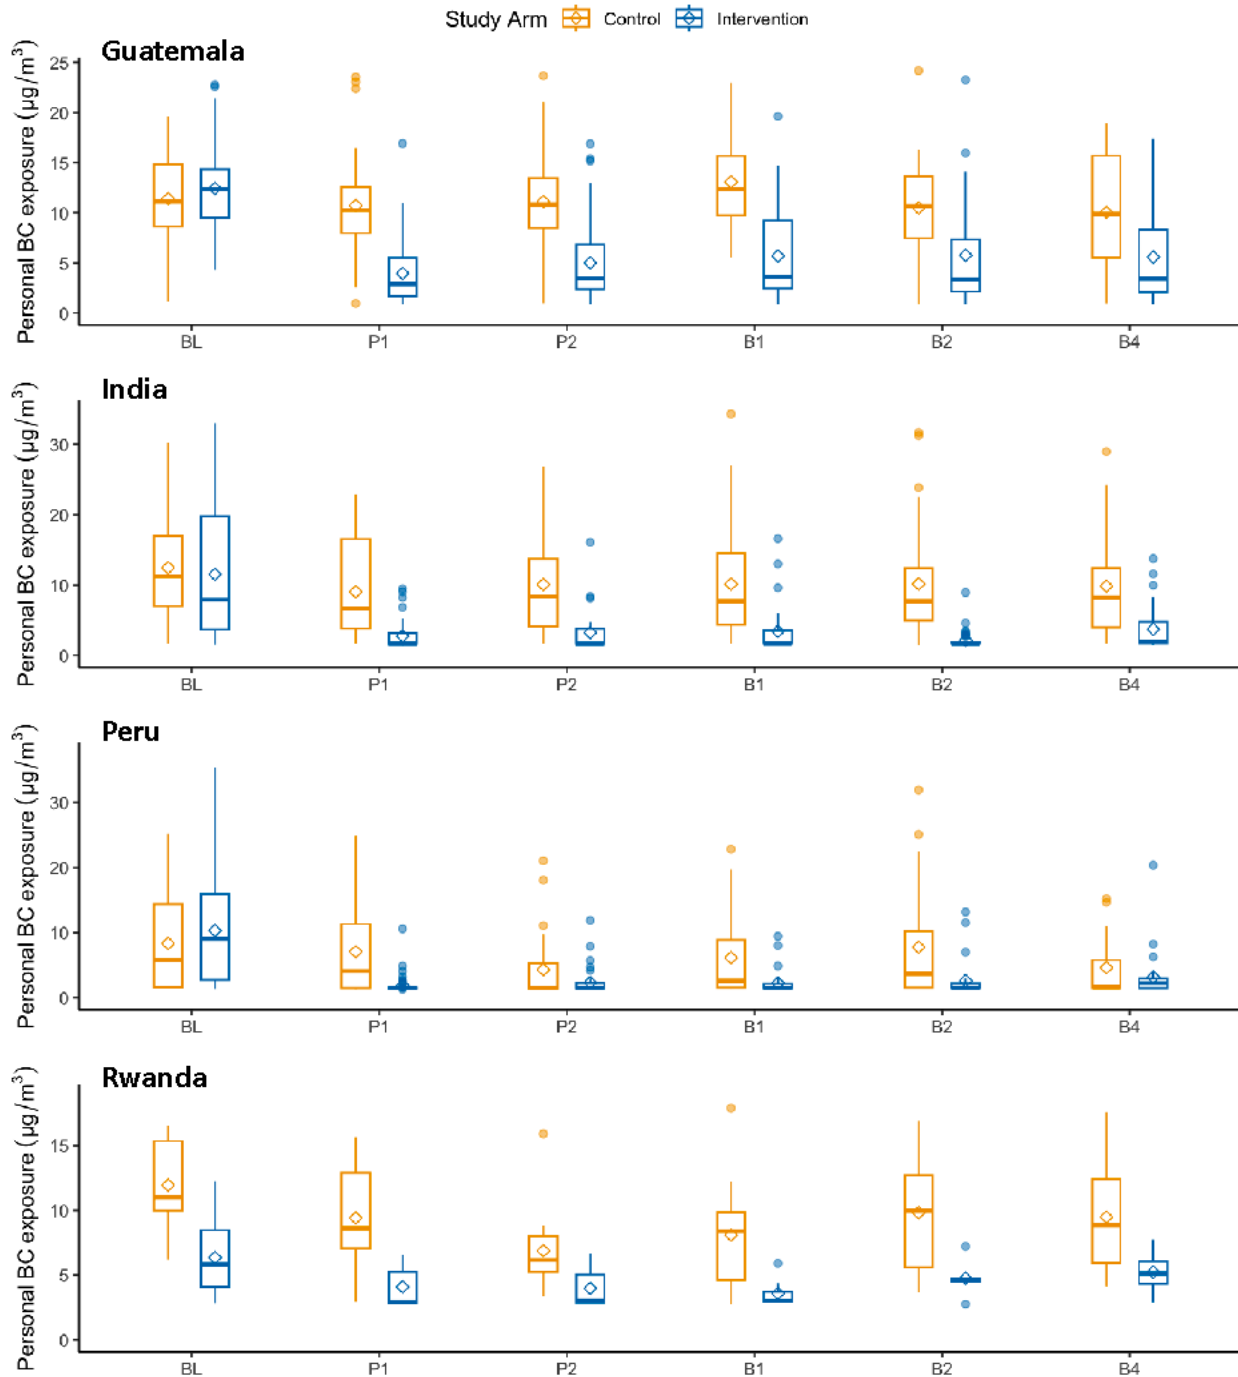 Study Arm Control Intervention
Guatemala
Personal BC exposure (µg/m³)
25
20
15
10
5
0
BL P1 P2 B1 B2 B4
India
Personal BC exposure (µg/m³)
30
20
10
0
BL P1 P2 B1 B2 B4
Peru
Personal BC exposure (µg/m³)
30
20
10
0
BL P1 P2 B1 B2 B4
Rwanda
Personal BC exposure (µg/m³)
15
10
5
0
BL P1 P2 B1 B2 B4